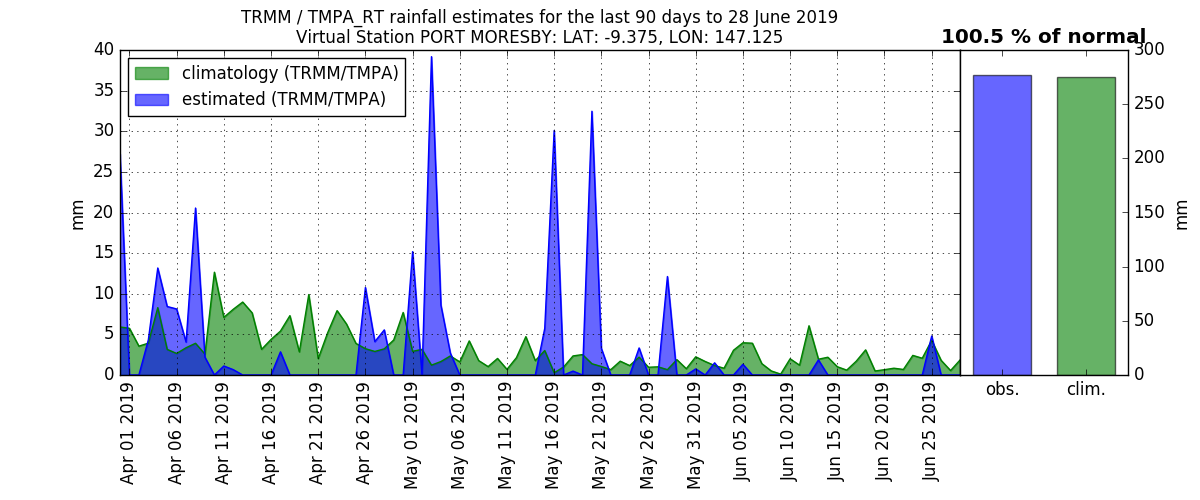 TRMM / TMPA_RT rainfall estimates for the last 90 days to 28 June 2019
Virtual Station PORT MORESBY: LAT: -9.375, LON: 147.125
100.5 % of normal
climatology (TRMM/TMPA)
estimated (TRMM/TMPA)
mm
40
35
30
25
20
15
10
5
0
Apr 01 2019
Apr 06 2019
Apr 11 2019
Apr 16 2019
Apr 21 2019
Apr 26 2019
May 01 2019
May 06 2019
May 11 2019
May 16 2019
May 21 2019
May 26 2019
May 31 2019
Jun 05 2019
Jun 10 2019
Jun 15 2019
Jun 20 2019
Jun 25 2019
obs.
clim.
300
250
200
150
100
50
0
mm